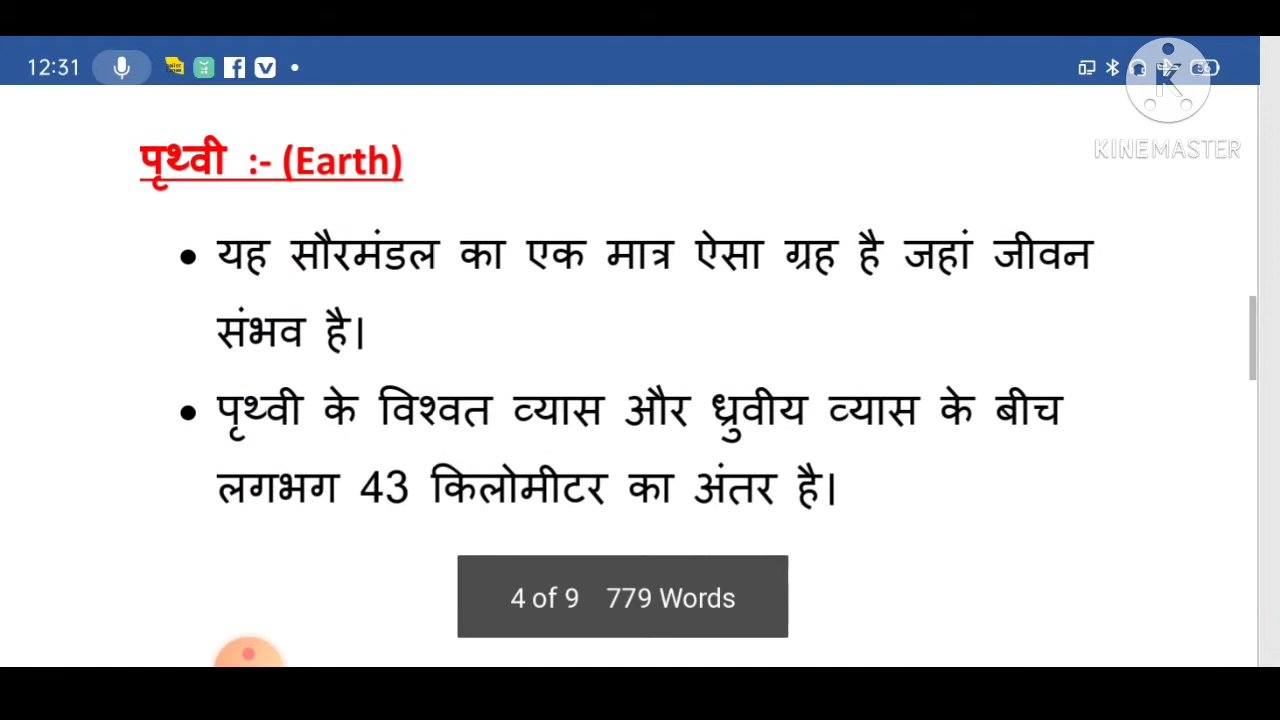 12:31
KINEMASTER
पृथ्वी :- (Earth)
• यह सौरमंडल का एक मात्र ऐसा ग्रह है जहां जीवन
संभव है।
• पृथ्वी के विश्वत व्यास और ध्रुवीय व्यास के बीच
लगभग 43 किलोमीटर का अंतर है।
4 of 9 779 Words